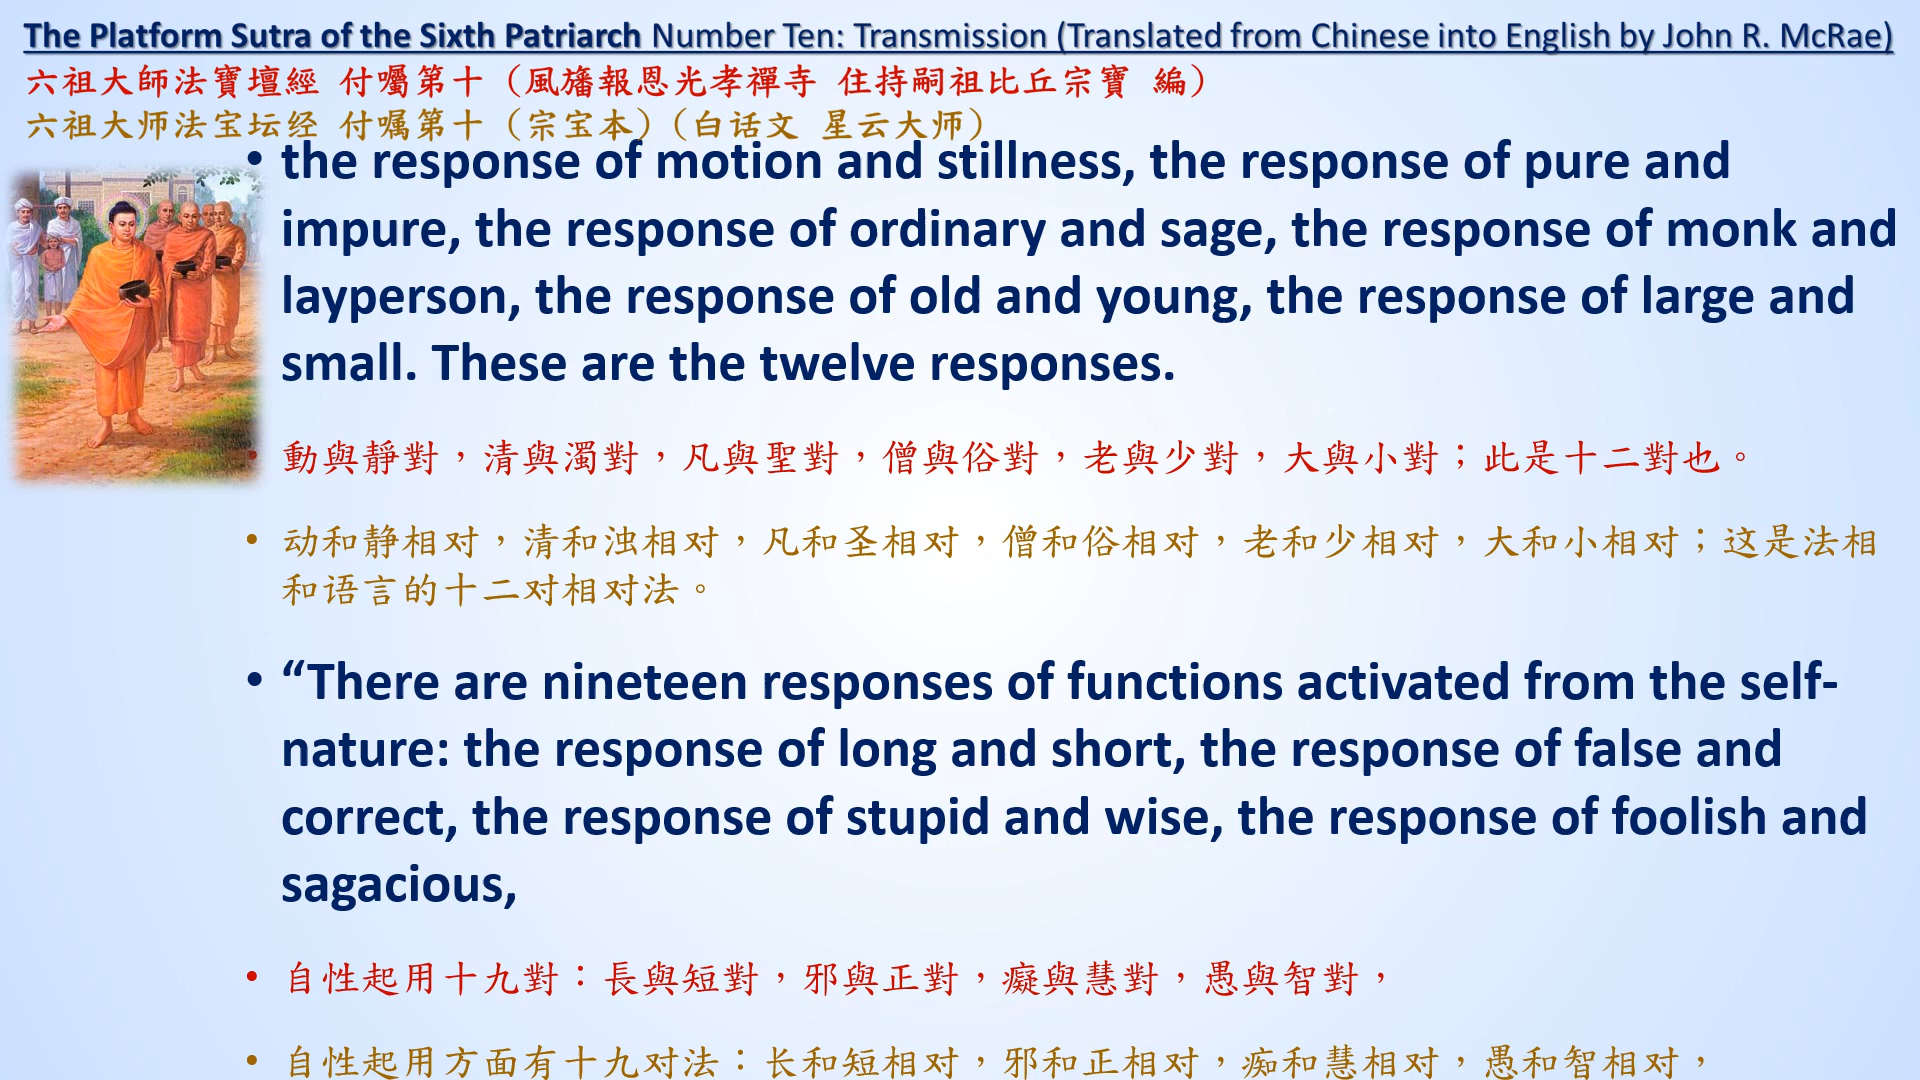 The Platform Sutra of the Sixth Patriarch Number Ten: Transmission (Translated from Chinese into English by John R. McRae)
六祖大師法寶壇經 付囑第十（風旛報恩光孝禪寺 住持嗣祖比丘宗寶 編）
六祖大师法宝坛经 付嘱第十（宗宝本）（白话文 星云大师）
• the response of motion and stillness, the response of pure and
impure, the response of ordinary and sage, the response of monk and
layperson, the response of old and young, the response of large and
small. These are the twelve responses.
• 動與靜對，清與濁對，凡與聖對，僧與俗對，老與少對，大與小對；此是十二對也。
• 动和静相对，清和浊相对，凡和圣相对，僧和俗相对，老和少相对，大和小相对；这是法相
和语言的十二对相对法。
• “There are nineteen responses of functions activated from the self-
nature: the response of long and short, the response of false and
correct, the response of stupid and wise, the response of foolish and
sagacious,
• 自性起用十九對：長與短對，邪與正對，癡與慧對，愚與智對，
• 自性起用方面有十九对法：长和短相对，邪和正相对，痴和慧相对，愚和智相对，